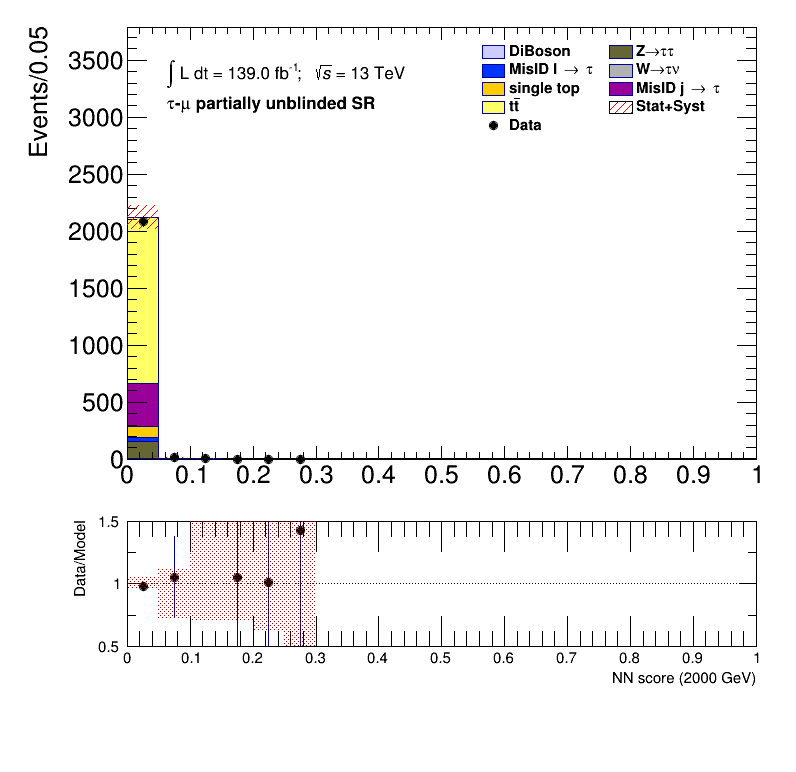 Events/0.05
3500
3000
2500
2000
1500
1000
500
0
∫ L dt = 139.0 fb⁻¹; √s = 13 TeV
τ-μ partially unblinded SR
DiBoson
Z→ττ
MisID l → τ
W→τν
single top
MisID j → τ
tt̄
Stat+Syst
Data
0 0.1 0.2 0.3 0.4 0.5 0.6 0.7 0.8 0.9 1
Data/Model
1.5
1
0.5
0 0.1 0.2 0.3 0.4 0.5 0.6 0.7 0.8 0.9 1
NN score (2000 GeV)